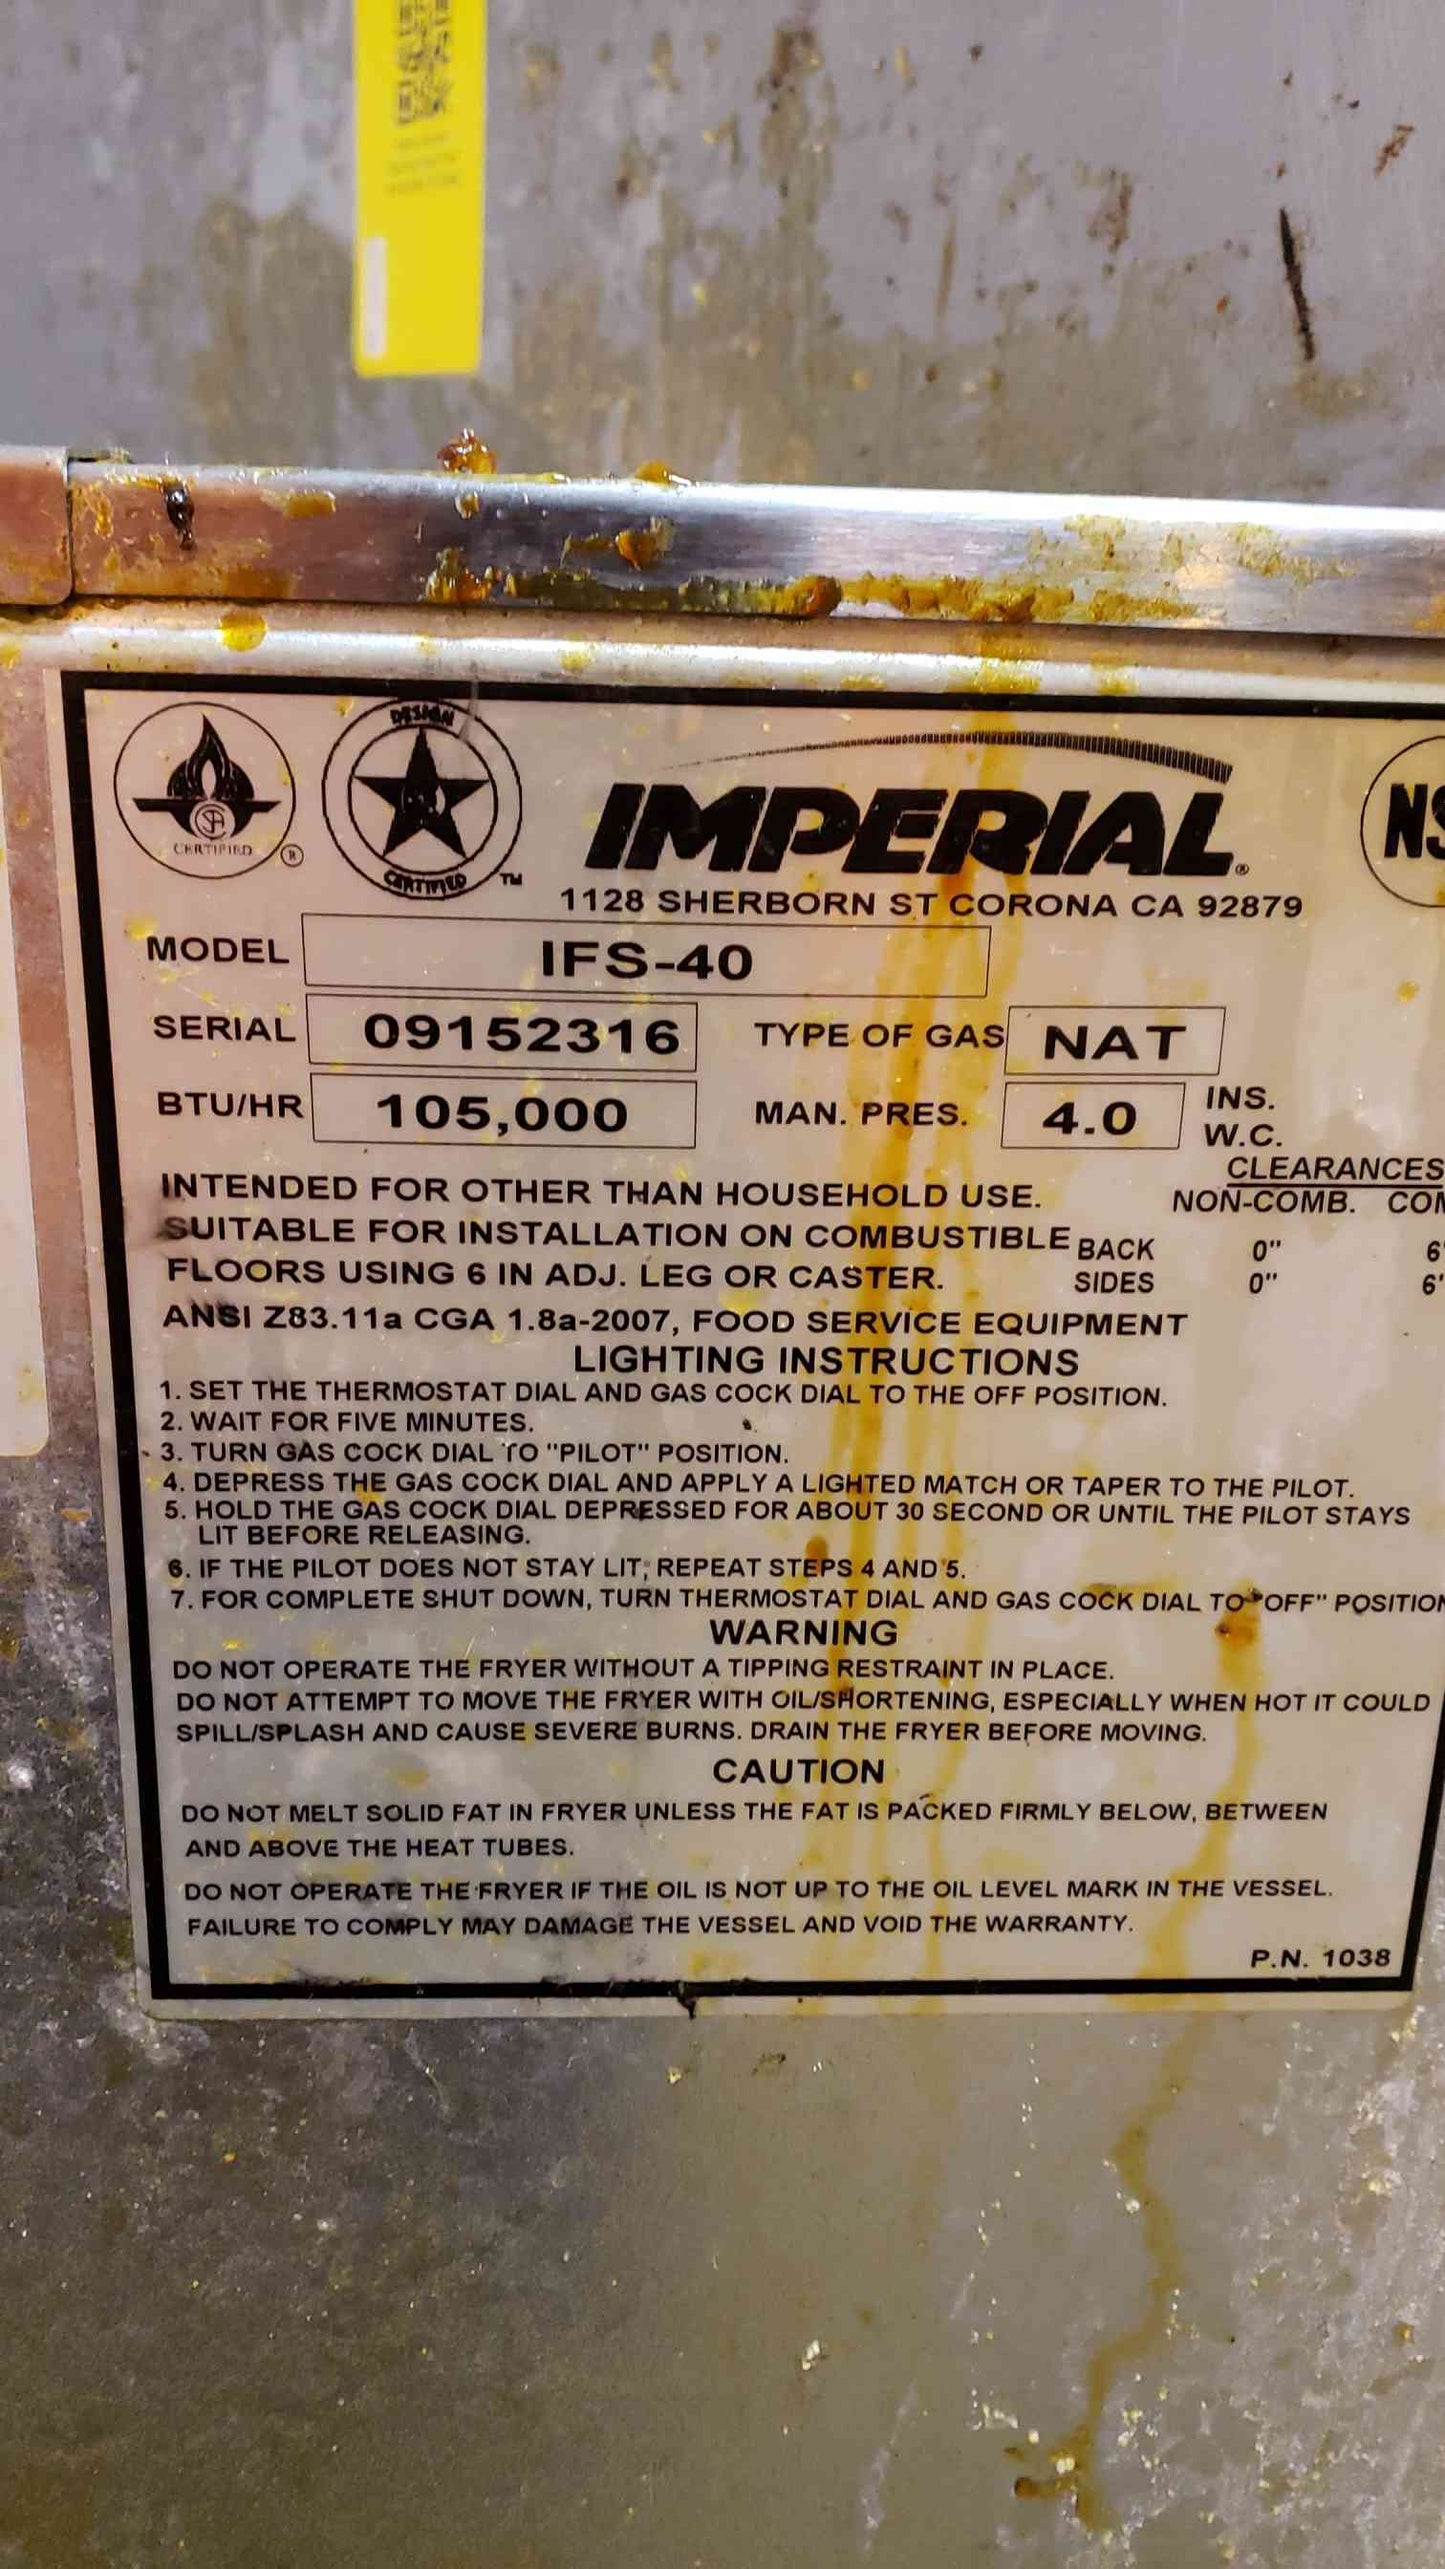 CERTIFIED
®
DESIGN
CERTIFIED
TM
IMPERIAL®
1128 SHERBORN ST CORONA CA 92879
MODEL IFS-40
SERIAL 09152316 TYPE OF GAS NAT
BTU/HR 105,000 MAN. PRES. 4.0 INS. W.C.
CLEARANCES
INTENDED FOR OTHER THAN HOUSEHOLD USE. NON-COMB.
SUITABLE FOR INSTALLATION ON COMBUSTIBLE BACK 0" 6"
FLOORS USING 6 IN ADJ. LEG OR CASTER. SIDES 0" 6"
ANSI Z83.11a CGA 1.8a-2007, FOOD SERVICE EQUIPMENT
LIGHTING INSTRUCTIONS
1. SET THE THERMOSTAT DIAL AND GAS COCK DIAL TO THE OFF POSITION.
2. WAIT FOR FIVE MINUTES.
3. TURN GAS COCK DIAL TO "PILOT" POSITION.
4. DEPRESS THE GAS COCK DIAL AND APPLY A LIGHTED MATCH OR TAPER TO THE PILOT.
5. HOLD THE GAS COCK DIAL DEPRESSED FOR ABOUT 30 SECOND OR UNTIL THE PILOT STAYS
LIT BEFORE RELEASING.
6. IF THE PILOT DOES NOT STAY LIT, REPEAT STEPS 4 AND 5.
7. FOR COMPLETE SHUT DOWN, TURN THERMOSTAT DIAL AND GAS COCK DIAL TO "OFF" POSITION
WARNING
DO NOT OPERATE THE FRYER WITHOUT A TIPPING RESTRAINT IN PLACE.
DO NOT ATTEMPT TO MOVE THE FRYER WITH OIL/SHORTENING, ESPECIALLY WHEN HOT IT COULD
SPILL/SPLASH AND CAUSE SEVERE BURNS. DRAIN THE FRYER BEFORE MOVING.
CAUTION
DO NOT MELT SOLID FAT IN FRYER UNLESS THE FAT IS PACKED FIRMLY BELOW, BETWEEN
AND ABOVE THE HEAT TUBES.
DO NOT OPERATE THE FRYER IF THE OIL IS NOT UP TO THE OIL LEVEL MARK IN THE VESSEL.
FAILURE TO COMPLY MAY DAMAGE THE VESSEL AND VOID THE WARRANTY.
P.N. 1038